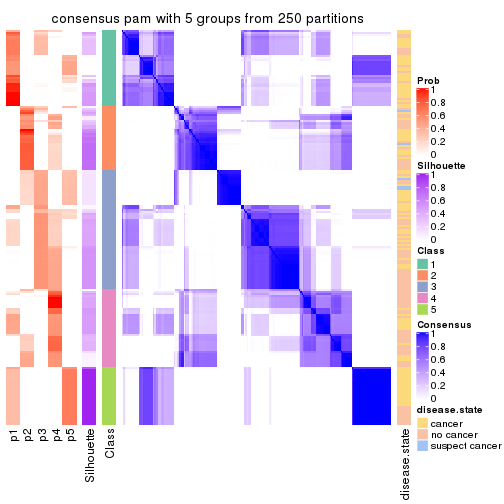 consensus pam with 5 groups from 250 partitions
Prob
1
0.8
0.6
0.4
0.2
0
Silhouette
1
0.8
0.6
0.4
0.2
0
Class
1
2
3
4
5
Consensus
1
0.8
0.6
0.4
0.2
0
disease.state
cancer
no cancer
suspect cancer
p1
p2
p3
p4
p5
Silhouette
Class
disease.state